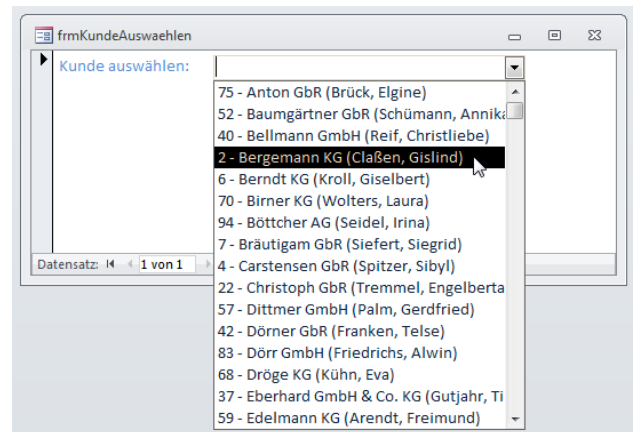 frmKundeAuswaehlen
Kunde auswählen:
75 - Anton GbR (Brück, Elgine)
52 - Baumgärtner GbR (Schümann, Annika
40 - Bellmann GmbH (Reif, Christliebe)
2 - Bergemann KG (Claßen, Gislind)
6 - Berndt KG (Kroll, Giselbert)
70 - Birner KG (Wolters, Laura)
94 - Böttcher AG (Seidel, Irina)
7 - Bräutigam GbR (Siefert, Siegrid)
4 - Carstensen GbR (Spitzer, Sibyl)
22 - Christoph GbR (Tremmel, Engelberta
57 - Dittmer GmbH (Palm, Gerdfried)
42 - Dörner GbR (Franken, Telse)
83 - Dörr GmbH (Friedrichs, Alwin)
68 - Dröge KG (Kühn, Eva)
37 - Eberhard GmbH & Co. KG (Gutjahr, Ti
59 - Edelmann KG (Arendt, Freimund)
Datensatz: 1 von 1